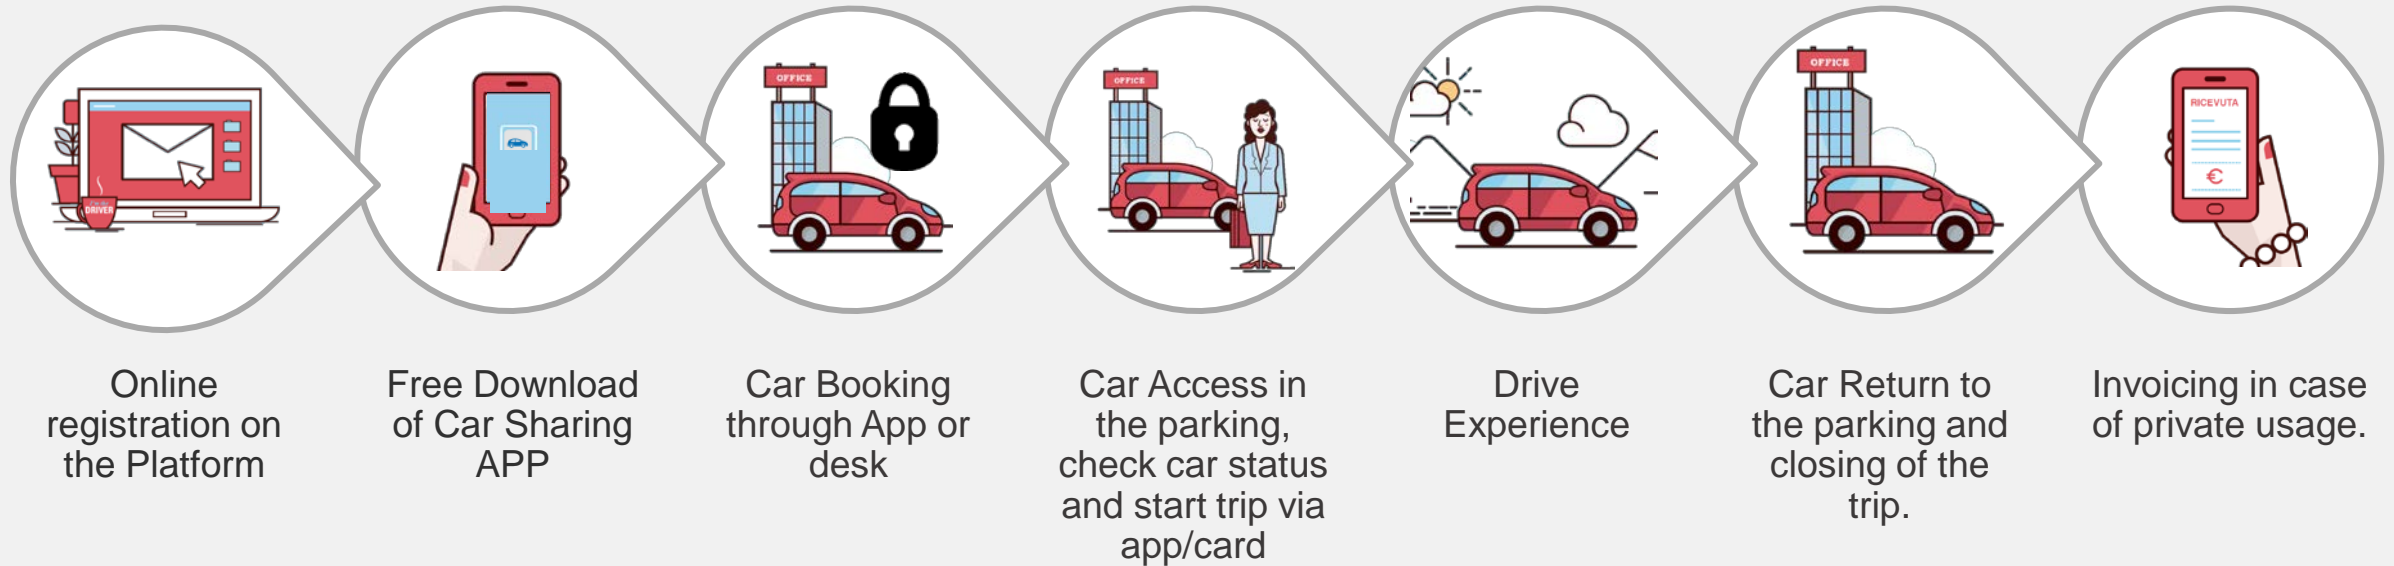 OFFICE
OFFICE
OFFICE
RICEVUTA
€
DRIVER
Online
registration on
the Platform
Free Download
of Car Sharing
APP
Car Booking
through App or
desk
Car Access in
the parking,
check car status
and start trip via
app/card
Drive
Experience
Car Return to
the parking and
closing of the
trip.
Invoicing in case
of private usage.